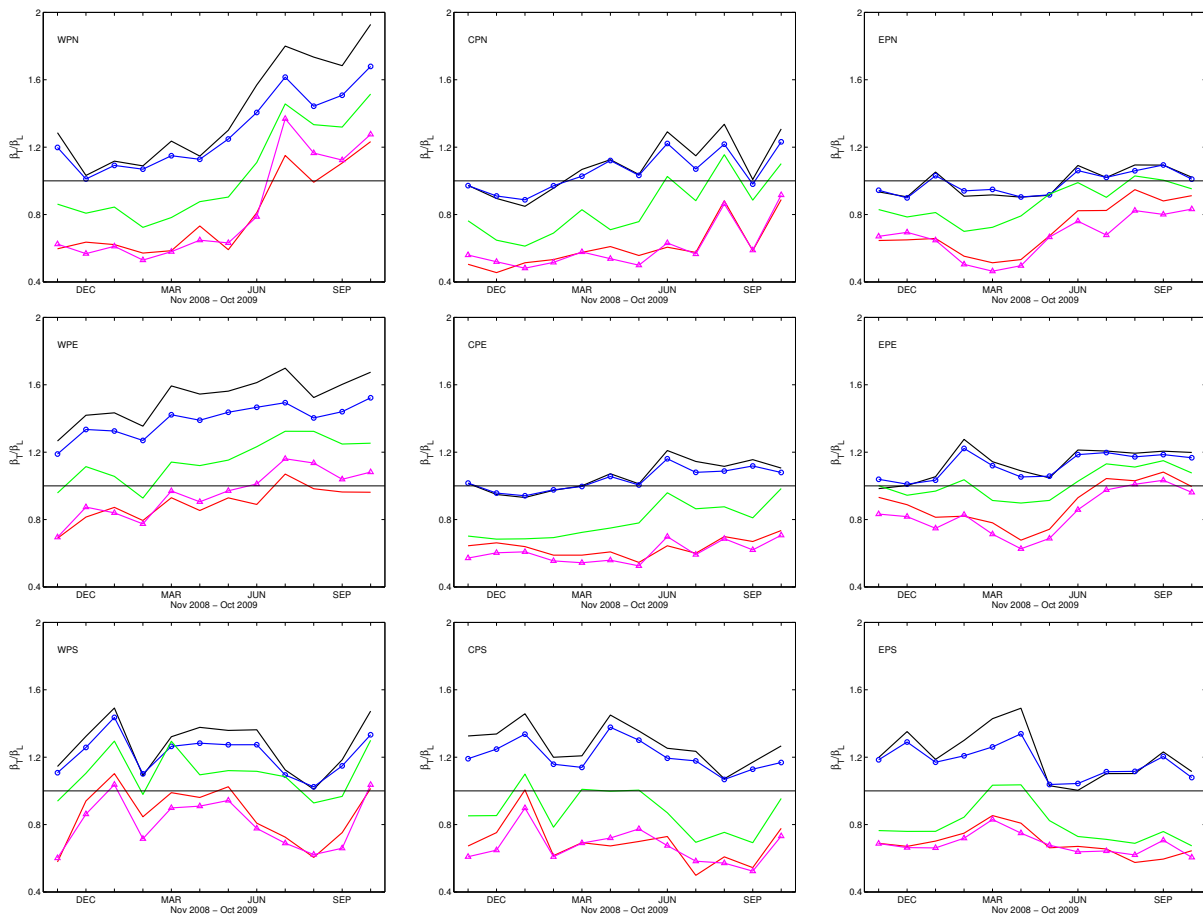 WPN
2
1.6
1.2
0.8
0.4
β_T/β_L
DEC MAR JUN SEP
Nov 2008 − Oct 2009
CPN
2
1.6
1.2
0.8
0.4
β_T/β_L
DEC MAR JUN SEP
Nov 2008 − Oct 2009
EPN
2
1.6
1.2
0.8
0.4
β_T/β_L
DEC MAR JUN SEP
Nov 2008 − Oct 2009
WPE
2
1.6
1.2
0.8
0.4
β_T/β_L
DEC MAR JUN SEP
Nov 2008 − Oct 2009
CPE
2
1.6
1.2
0.8
0.4
β_T/β_L
DEC MAR JUN SEP
Nov 2008 − Oct 2009
EPE
2
1.6
1.2
0.8
0.4
β_T/β_L
DEC MAR JUN SEP
Nov 2008 − Oct 2009
WPS
2
1.6
1.2
0.8
0.4
β_T/β_L
DEC MAR JUN SEP
Nov 2008 − Oct 2009
CPS
2
1.6
1.2
0.8
0.4
β_T/β_L
DEC MAR JUN SEP
Nov 2008 − Oct 2009
EPS
2
1.6
1.2
0.8
0.4
β_T/β_L
DEC MAR JUN SEP
Nov 2008 − Oct 2009